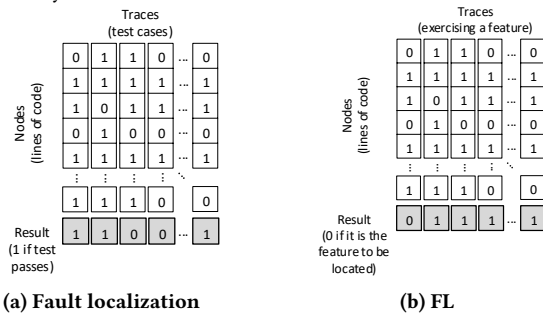 Traces
(test cases)
Nodes
(lines of code)
0 1 1 0 ... 0
1 1 1 1 ... 1
1 0 1 1 ... 1
0 1 0 0 ... 0
1 1 1 1 ... 1
1 1 1 0 0
Result
(1 if test
passes)
1 1 0 0 ... 1
(a) Fault localization
Traces
(exercising a feature)
Nodes
(lines of code)
0 1 1 0 ... 0
1 1 1 1 ... 1
1 0 1 1 ... 1
0 1 0 0 ... 0
1 1 1 1 ... 1
1 1 1 0 0
Result
(0 if it is the
feature to be
located)
0 1 1 1 ... 1
(b) FL